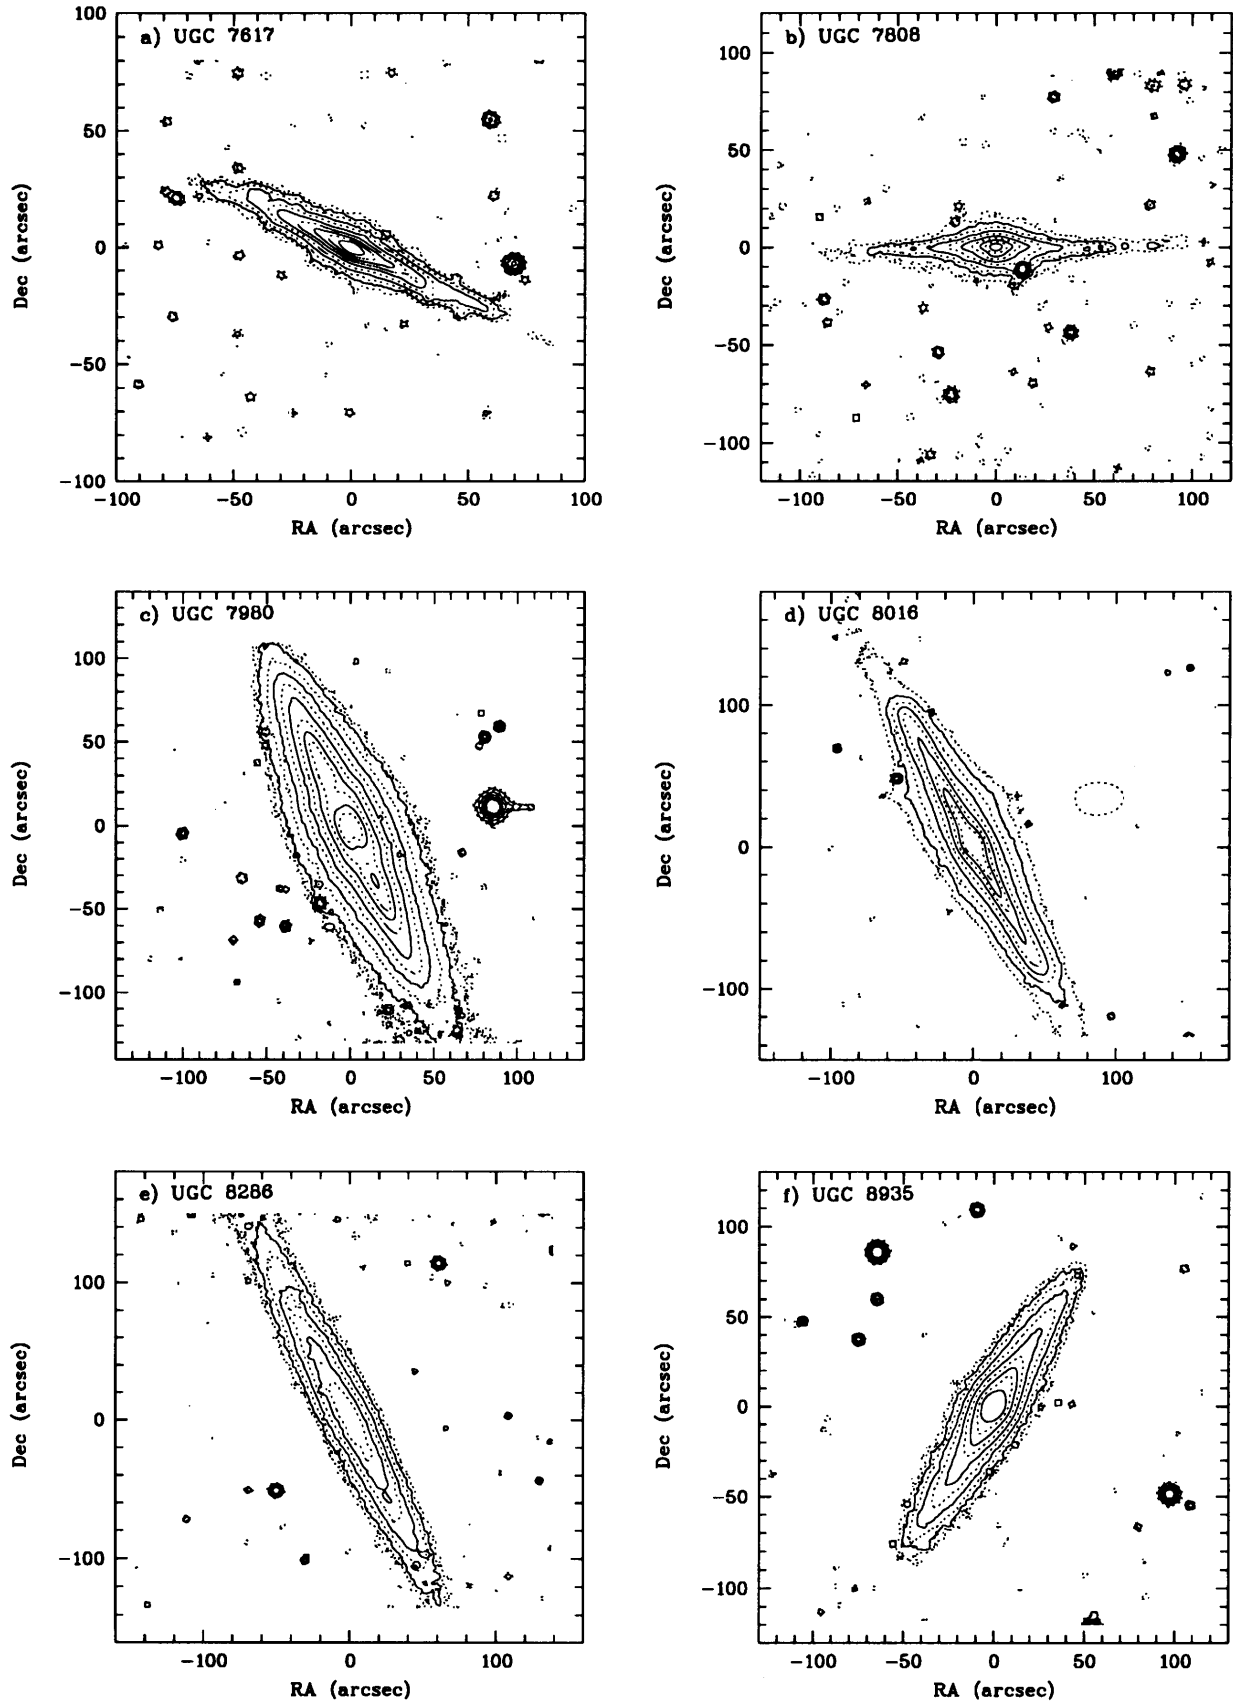 a) UGC 7617
100
50
0
−50
−100
−100 −50 0 50 100
Dec (arcsec)
RA (arcsec)
b) UGC 7808
100
50
0
−50
−100
−100 −50 0 50 100
Dec (arcsec)
RA (arcsec)
c) UGC 7980
100
50
0
−50
−100
−100 −50 0 50 100
Dec (arcsec)
RA (arcsec)
d) UGC 8016
100
0
−100
−100 0 100
Dec (arcsec)
RA (arcsec)
e) UGC 8286
100
0
−100
−100 0 100
Dec (arcsec)
RA (arcsec)
f) UGC 8935
100
50
0
−50
−100
−100 −50 0 50 100
Dec (arcsec)
RA (arcsec)